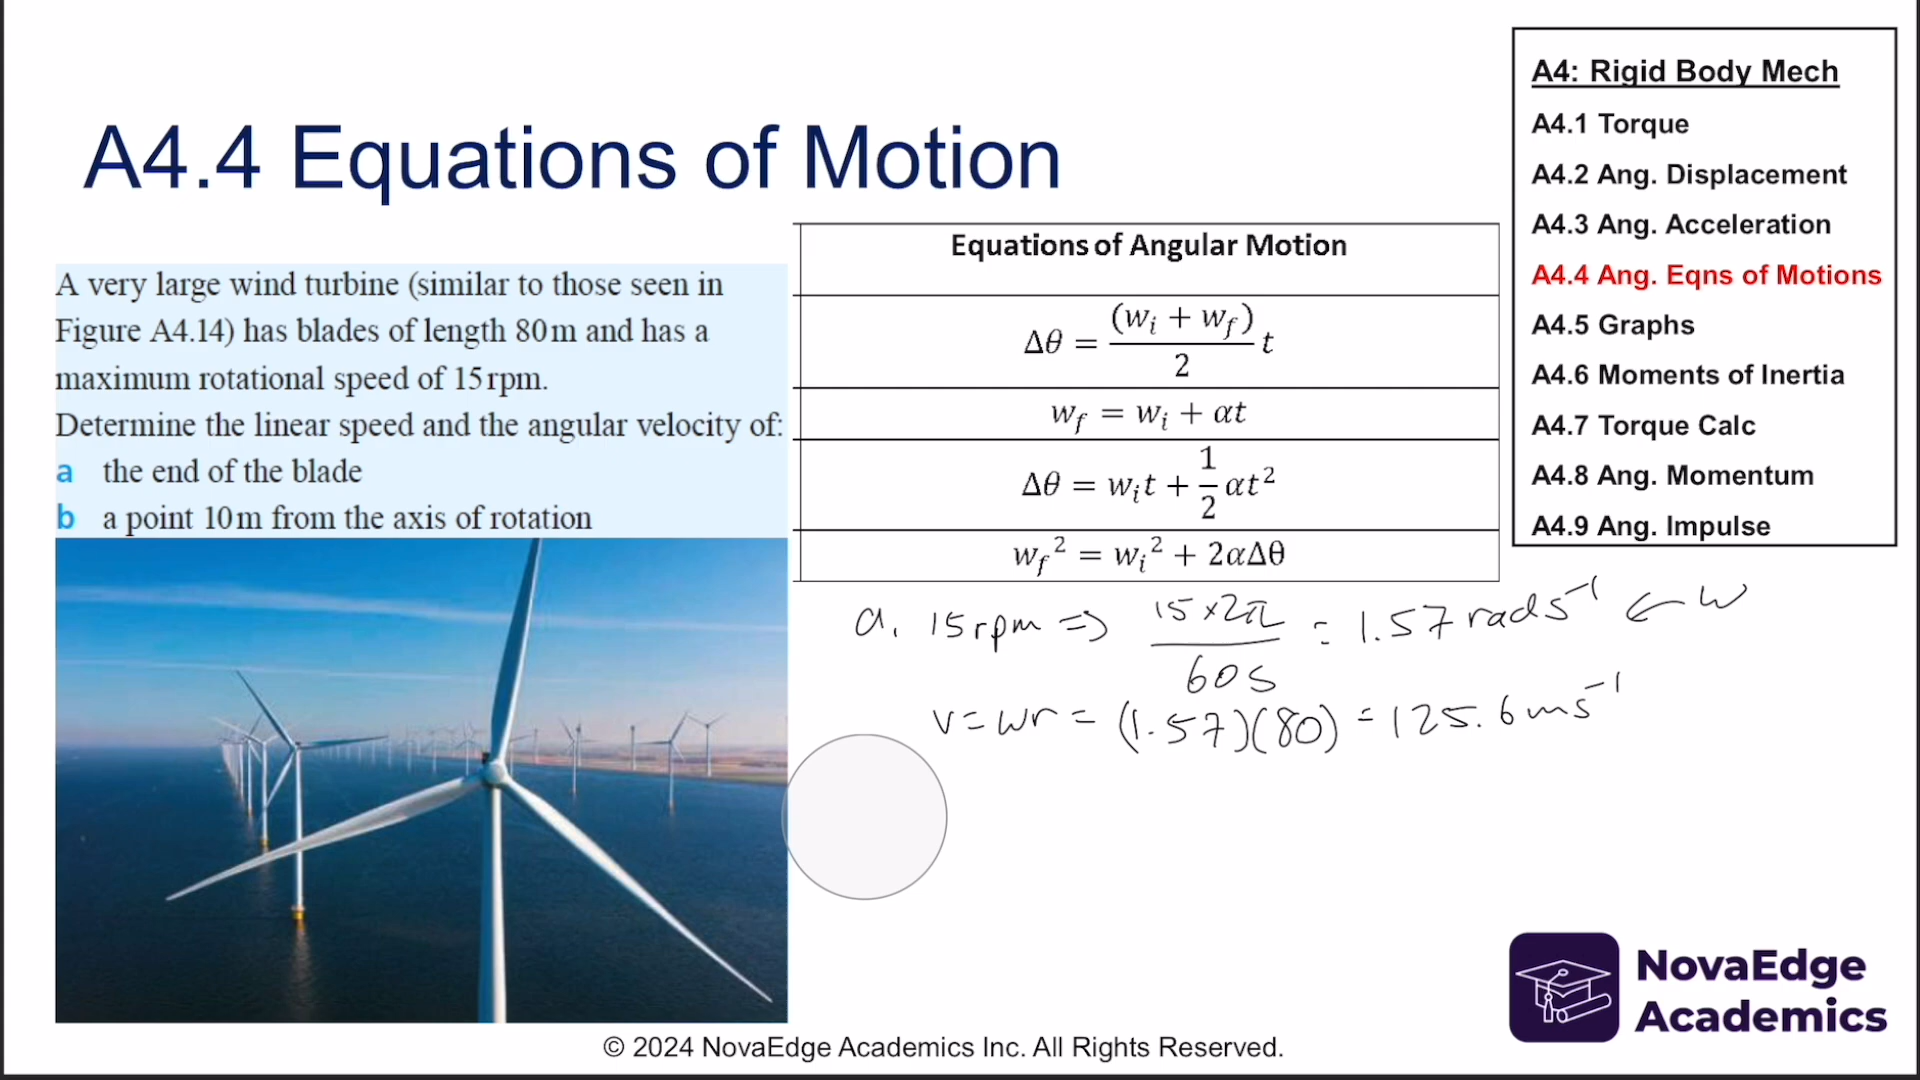 A4.4 Equations of Motion
A very large wind turbine (similar to those seen in
Figure A4.14) has blades of length 80 m and has a
maximum rotational speed of 15 rpm.
Determine the linear speed and the angular velocity of:
a the end of the blade
b a point 10 m from the axis of rotation
Equations of Angular Motion
Δθ = (wᵢ + w_f)/2 t
w_f = wᵢ + αt
Δθ = wᵢt + 1/2 αt²
w_f² = wᵢ² + 2αΔθ
a. 15rpm ⇒ 15×2π/60s = 1.57 rads⁻¹ ← w
v = wr = (1.57)(80) = 125.6 ms⁻¹
A4: Rigid Body Mech
A4.1 Torque
A4.2 Ang. Displacement
A4.3 Ang. Acceleration
A4.4 Ang. Eqns of Motions
A4.5 Graphs
A4.6 Moments of Inertia
A4.7 Torque Calc
A4.8 Ang. Momentum
A4.9 Ang. Impulse
NovaEdge
Academics
© 2024 NovaEdge Academics Inc. All Rights Reserved.